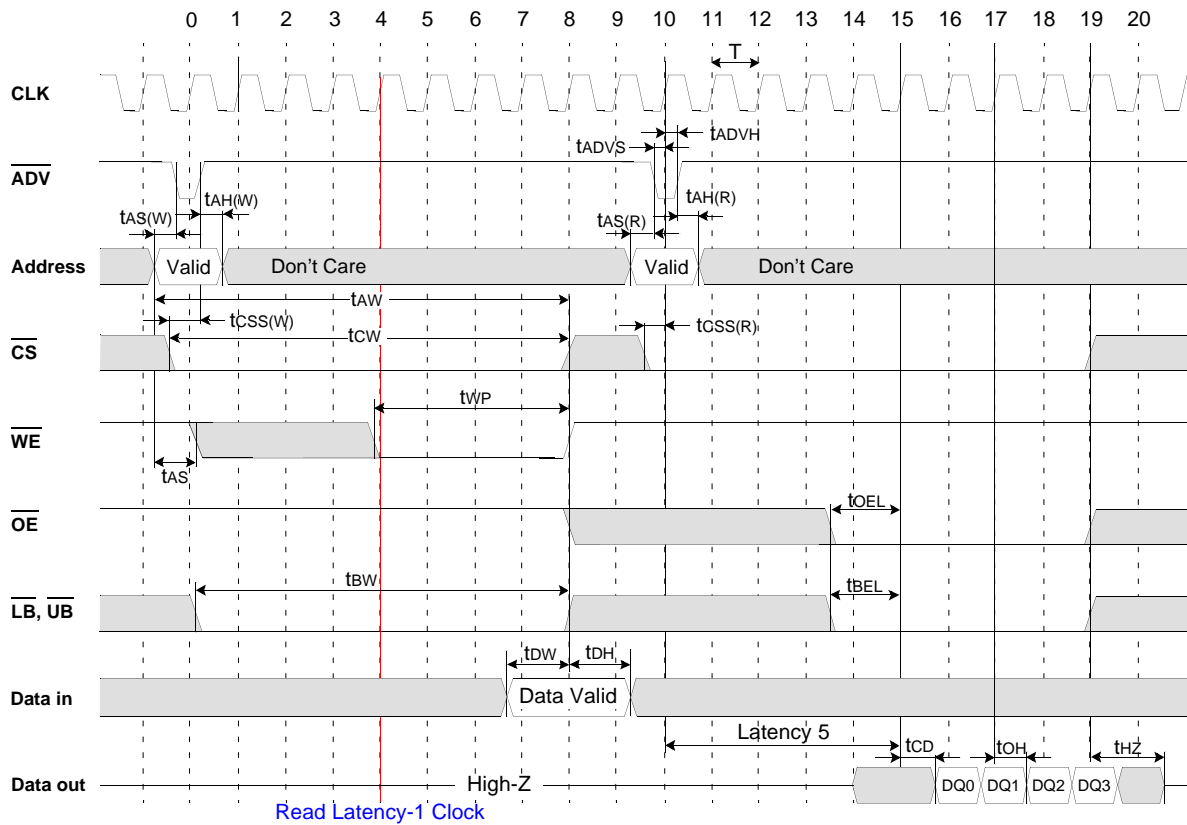 0 1 2 3 4 5 6 7 8 9 10 11 12 13 14 15 16 17 18 19 20
T
CLK
tADVH
tADVS
ADV
tAH(W)
tAH(R)
tAS(W)
tAS(R)
Address Valid Don't Care Valid Don't Care
tAW
tCSS(W)
tCSS(R)
tCW
CS
tWP
WE
tAS
tOEL
OE
tBW
tBEL
LB, UB
tDW tDH
Data in Data Valid
Latency 5
tCD tOH tHZ
Data out High-Z DQ0 DQ1 DQ2 DQ3
Read Latency-1 Clock